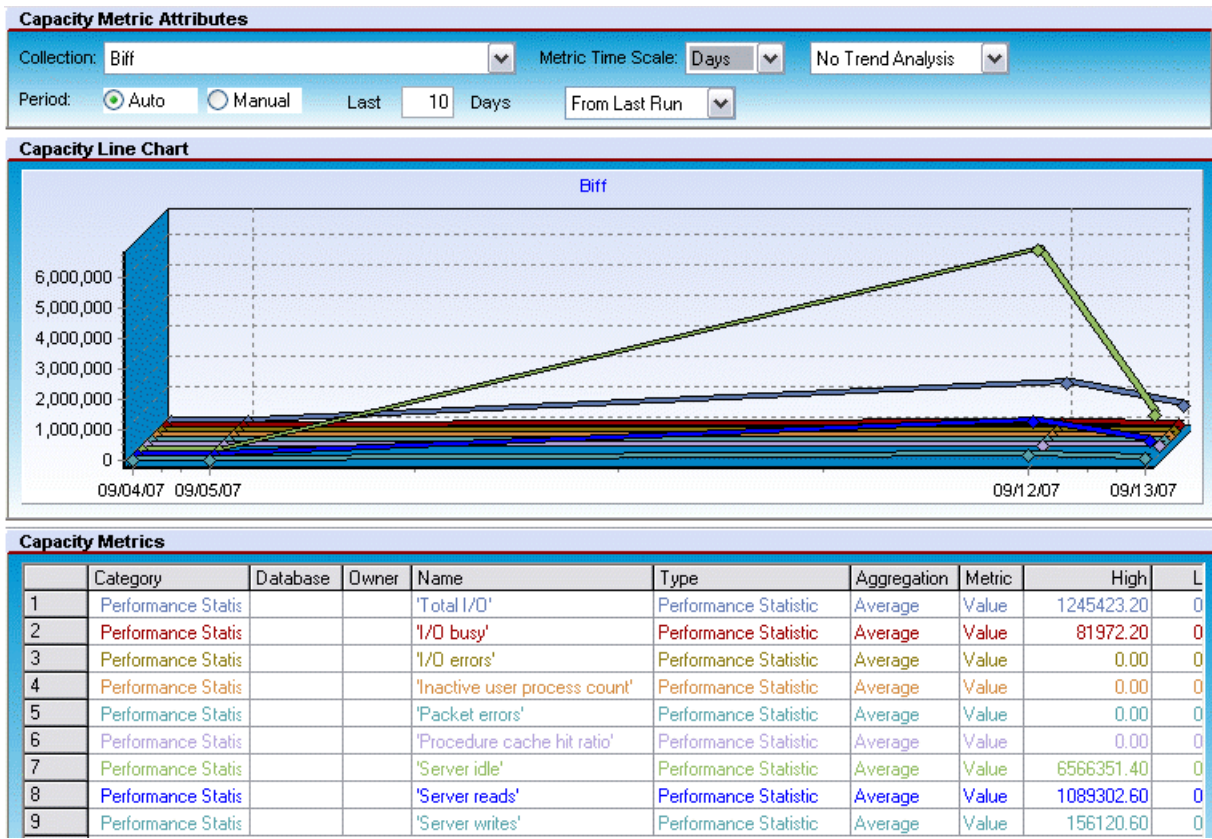 Capacity Metric Attributes
Collection: Biff Metric Time Scale: Days No Trend Analysis
Period: Auto Manual Last 10 Days From Last Run
Capacity Line Chart
Biff
6,000,000
5,000,000
4,000,000
3,000,000
2,000,000
1,000,000
0
09/04/07 09/05/07 09/12/07 09/13/07
Capacity Metrics
Category Database Owner Name Type Aggregation Metric High L
1 Performance Statis 'Total I/O' Performance Statistic Average Value 1245423.20 0
2 Performance Statis 'I/O busy' Performance Statistic Average Value 81972.20 0
3 Performance Statis 'I/O errors' Performance Statistic Average Value 0.00 0
4 Performance Statis 'Inactive user process count' Performance Statistic Average Value 0.00 0
5 Performance Statis 'Packet errors' Performance Statistic Average Value 0.00 0
6 Performance Statis 'Procedure cache hit ratio' Performance Statistic Average Value 0.00 0
7 Performance Statis 'Server idle' Performance Statistic Average Value 6566351.40 0
8 Performance Statis 'Server reads' Performance Statistic Average Value 1089302.60 0
9 Performance Statis 'Server writes' Performance Statistic Average Value 156120.60 0